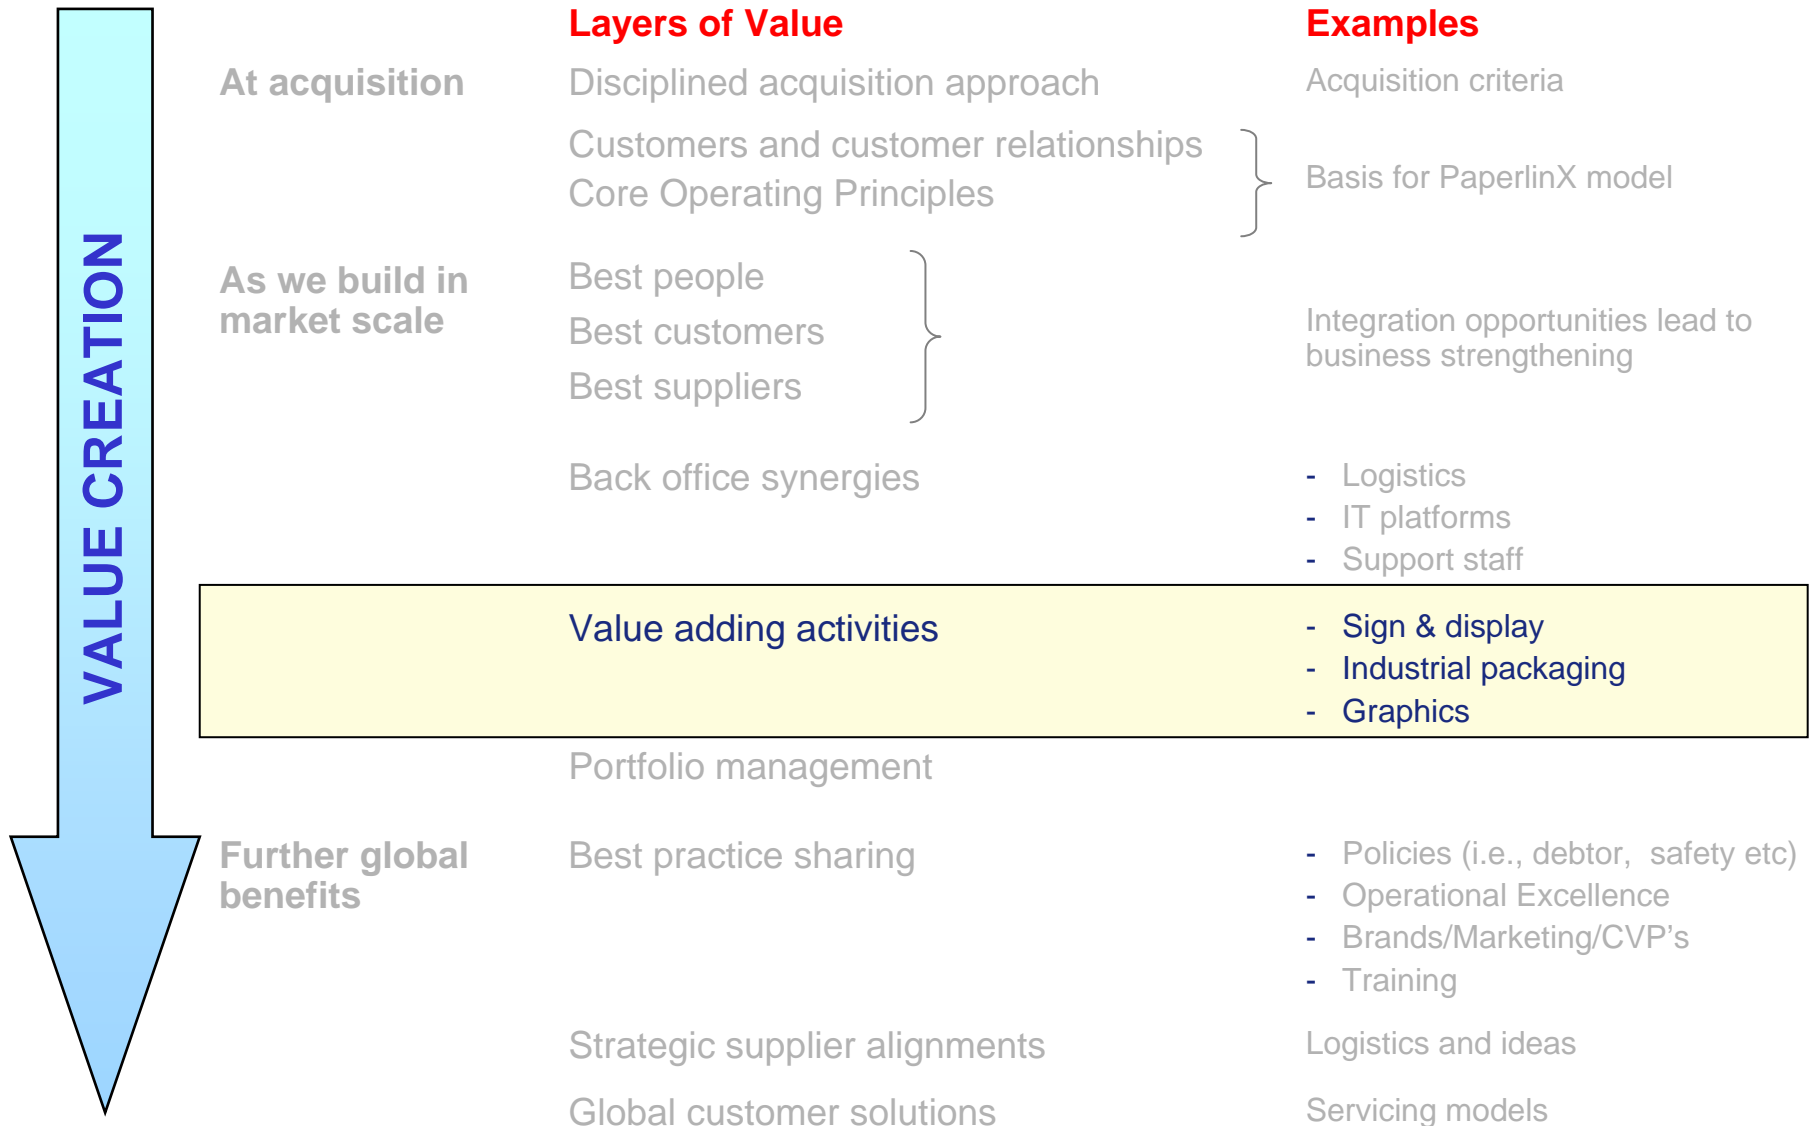 Layers of Value
Examples
At acquisition
Disciplined acquisition approach
Acquisition criteria
Customers and customer relationships
Core Operating Principles
Basis for PaperlinX model
As we build in
market scale
Best people
Best customers
Best suppliers
Integration opportunities lead to
business strengthening
Back office synergies
- Logistics
- IT platforms
- Support staff
VALUE CREATION
Value adding activities
- Sign & display
- Industrial packaging
- Graphics
Portfolio management
Further global
benefits
Best practice sharing
- Policies (i.e., debtor,  safety etc)
- Operational Excellence
- Brands/Marketing/CVP’s
- Training
Strategic supplier alignments
Logistics and ideas
Global customer solutions
Servicing models